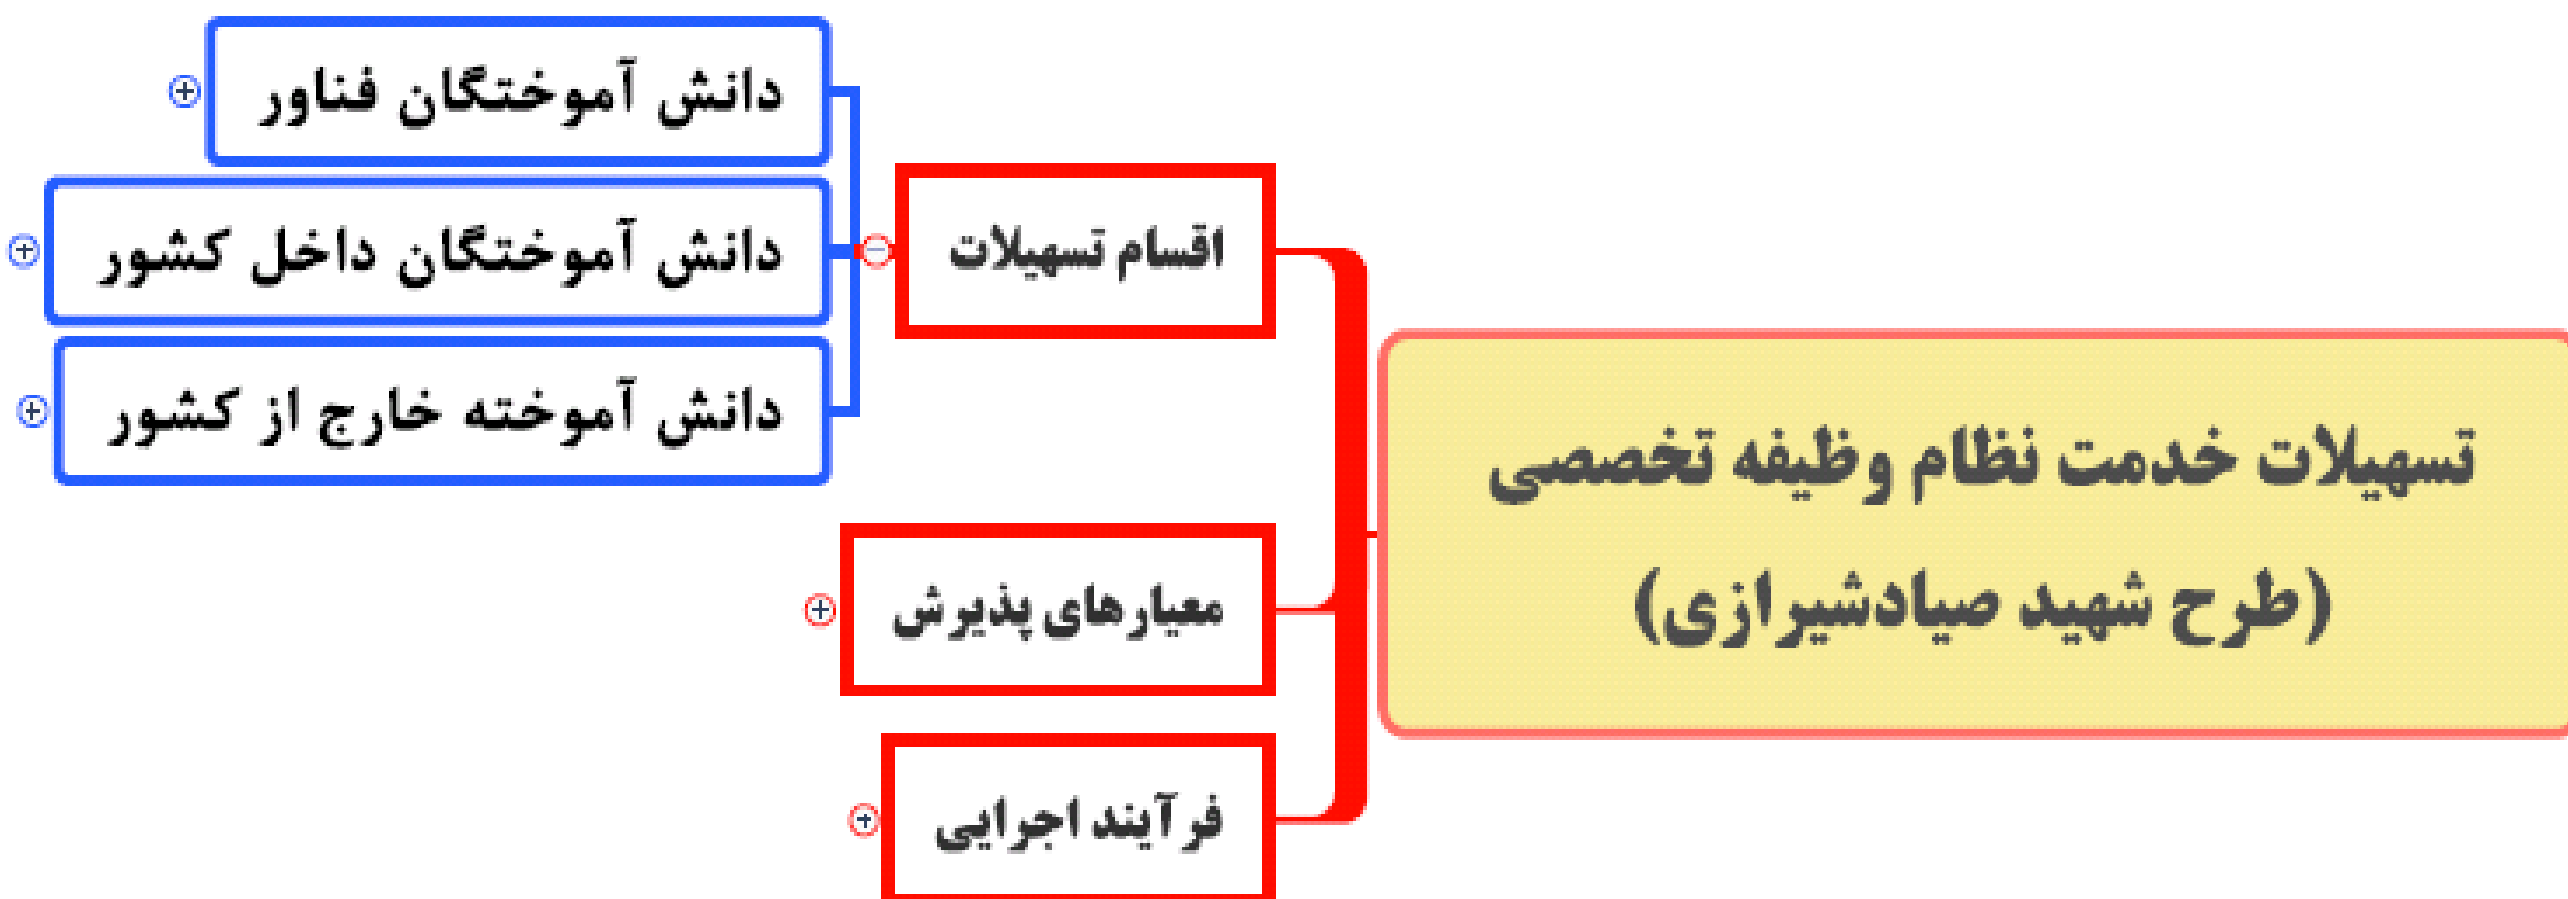 تسهیلات خدمت نظام وظیفه تخصصی
(طرح شهید صیادشیرازی)
اقسام تسهیلات
دانش آموختگان فناور
دانش آموختگان داخل کشور
دانش آموخته خارج از کشور
معیارهای پذیرش
فرآیند اجرایی